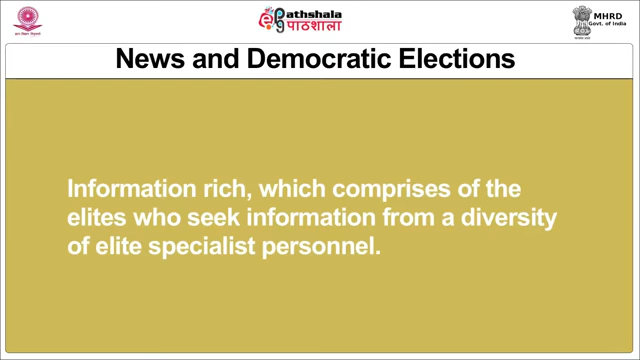 ePathshala
पाठशाला
MHRD
Govt. of India
News and Democratic Elections
Information rich, which comprises of the
elites who seek information from a diversity
of elite specialist personnel.